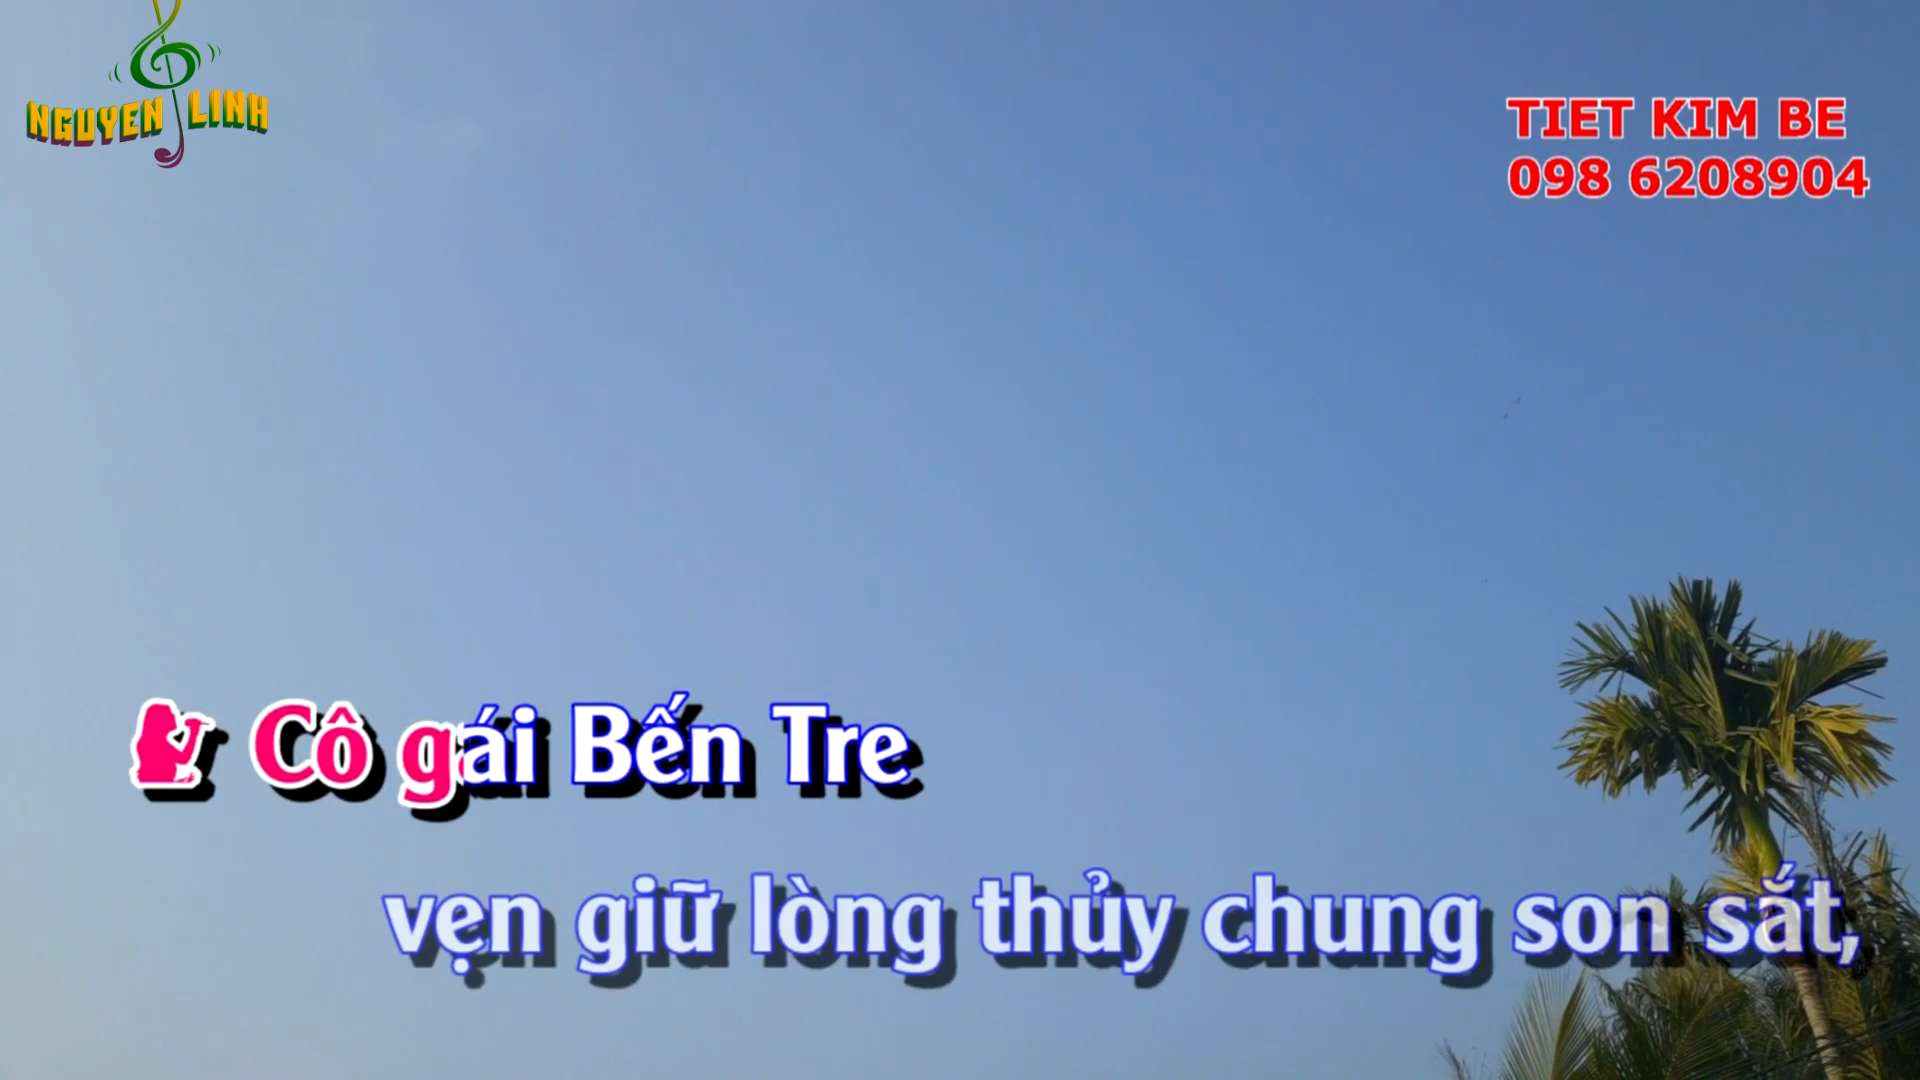 NGUYEN LINH
TIET KIM BE
098 6208904
Cô gái Bến Tre
vẹn giữ lòng thủy chung son sắt,